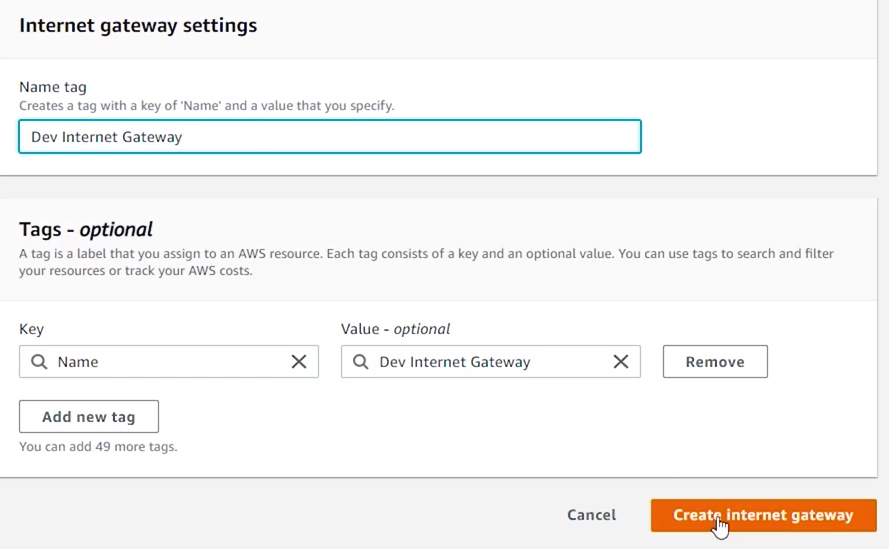 Internet gateway settings
Name tag
Creates a tag with a key of 'Name' and a value that you specify.
Dev Internet Gateway
Tags - optional
A tag is a label that you assign to an AWS resource. Each tag consists of a key and an optional value. You can use tags to search and filter
your resources or track your AWS costs.
Key
Value - optional
Name
Dev Internet Gateway
Remove
Add new tag
You can add 49 more tags.
Cancel
Create internet gateway